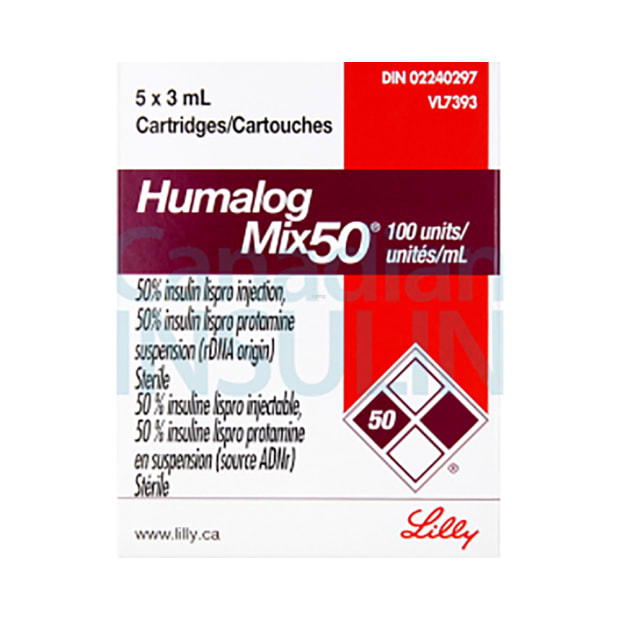 DIN 02240297
VL7393
5 x 3 mL
Cartridges/Cartouches
Humalog
Mix50®
100 units/
unités/mL
50% insulin lispro injection,
50% insulin lispro protamine
suspension (rDNA origin)
Sterile
50 % insuline lispro injectable,
50 % insuline lispro protamine
en suspension (source ADNr)
Stérile
50
®
www.lilly.ca
Lilly
Canadian
INSULIN